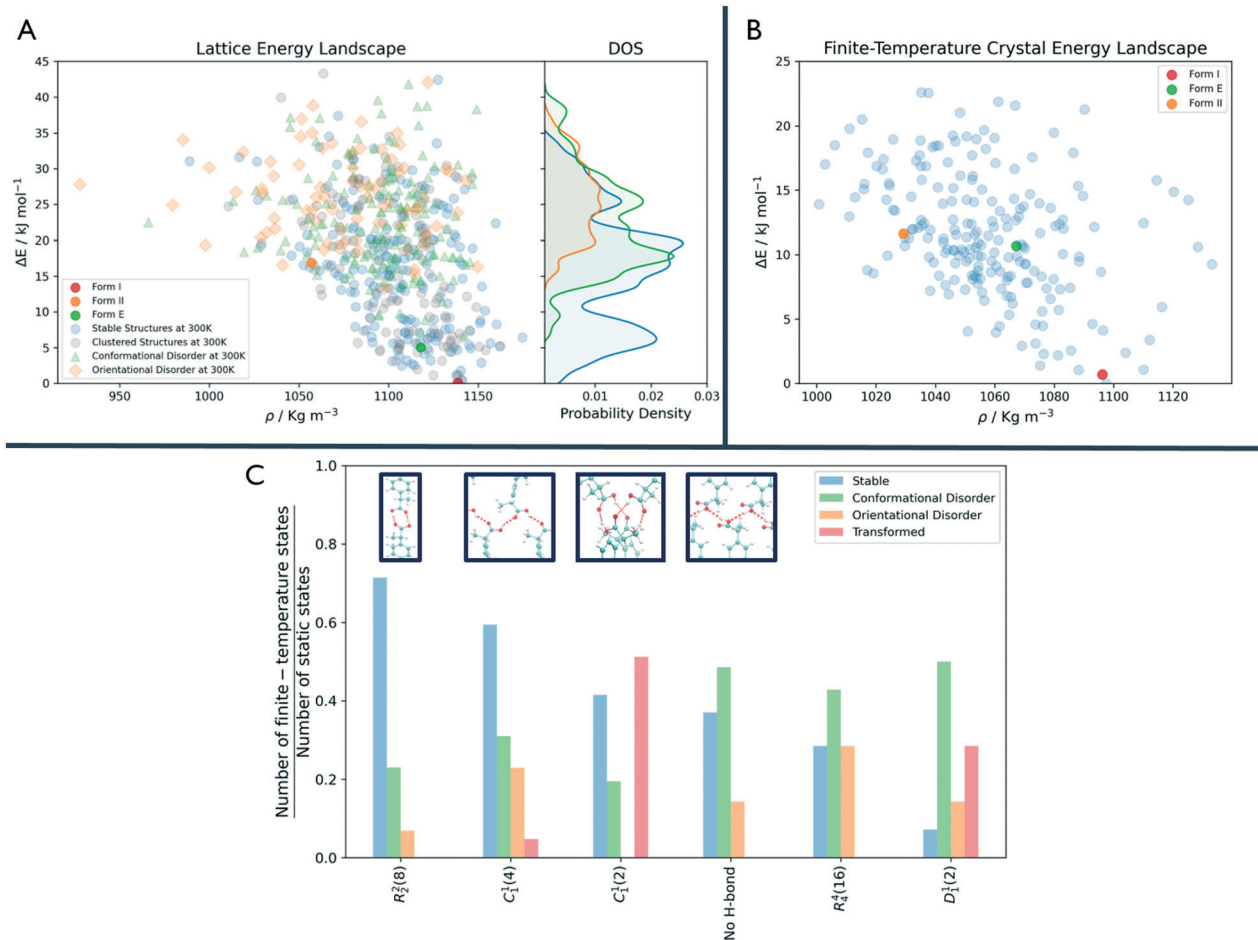 A
Lattice Energy Landscape
DOS
ΔE / kJ mol⁻¹
45
40
35
30
25
20
15
10
5
0
Form I
Form II
Form E
Stable Structures at 300K
Clustered Structures at 300K
Conformational Disorder at 300K
Orientational Disorder at 300K
950
1000
1050
1100
1150
ρ / Kg m⁻³
0.01
0.02
0.03
Probability Density
B
Finite-Temperature Crystal Energy Landscape
Form I
Form E
Form II
ΔE / kJ mol⁻¹
25
20
15
10
5
0
1000
1020
1040
1060
1080
1100
1120
1140
ρ / Kg m⁻³
C
Number of finite − temperature states
Number of static states
1.0
0.8
0.6
0.4
0.2
0.0
Stable
Conformational Disorder
Orientational Disorder
Transformed
R₂²(8)
C₁¹(4)
C₁¹(2)
No H-bond
R₄⁴(16)
D₁¹(2)